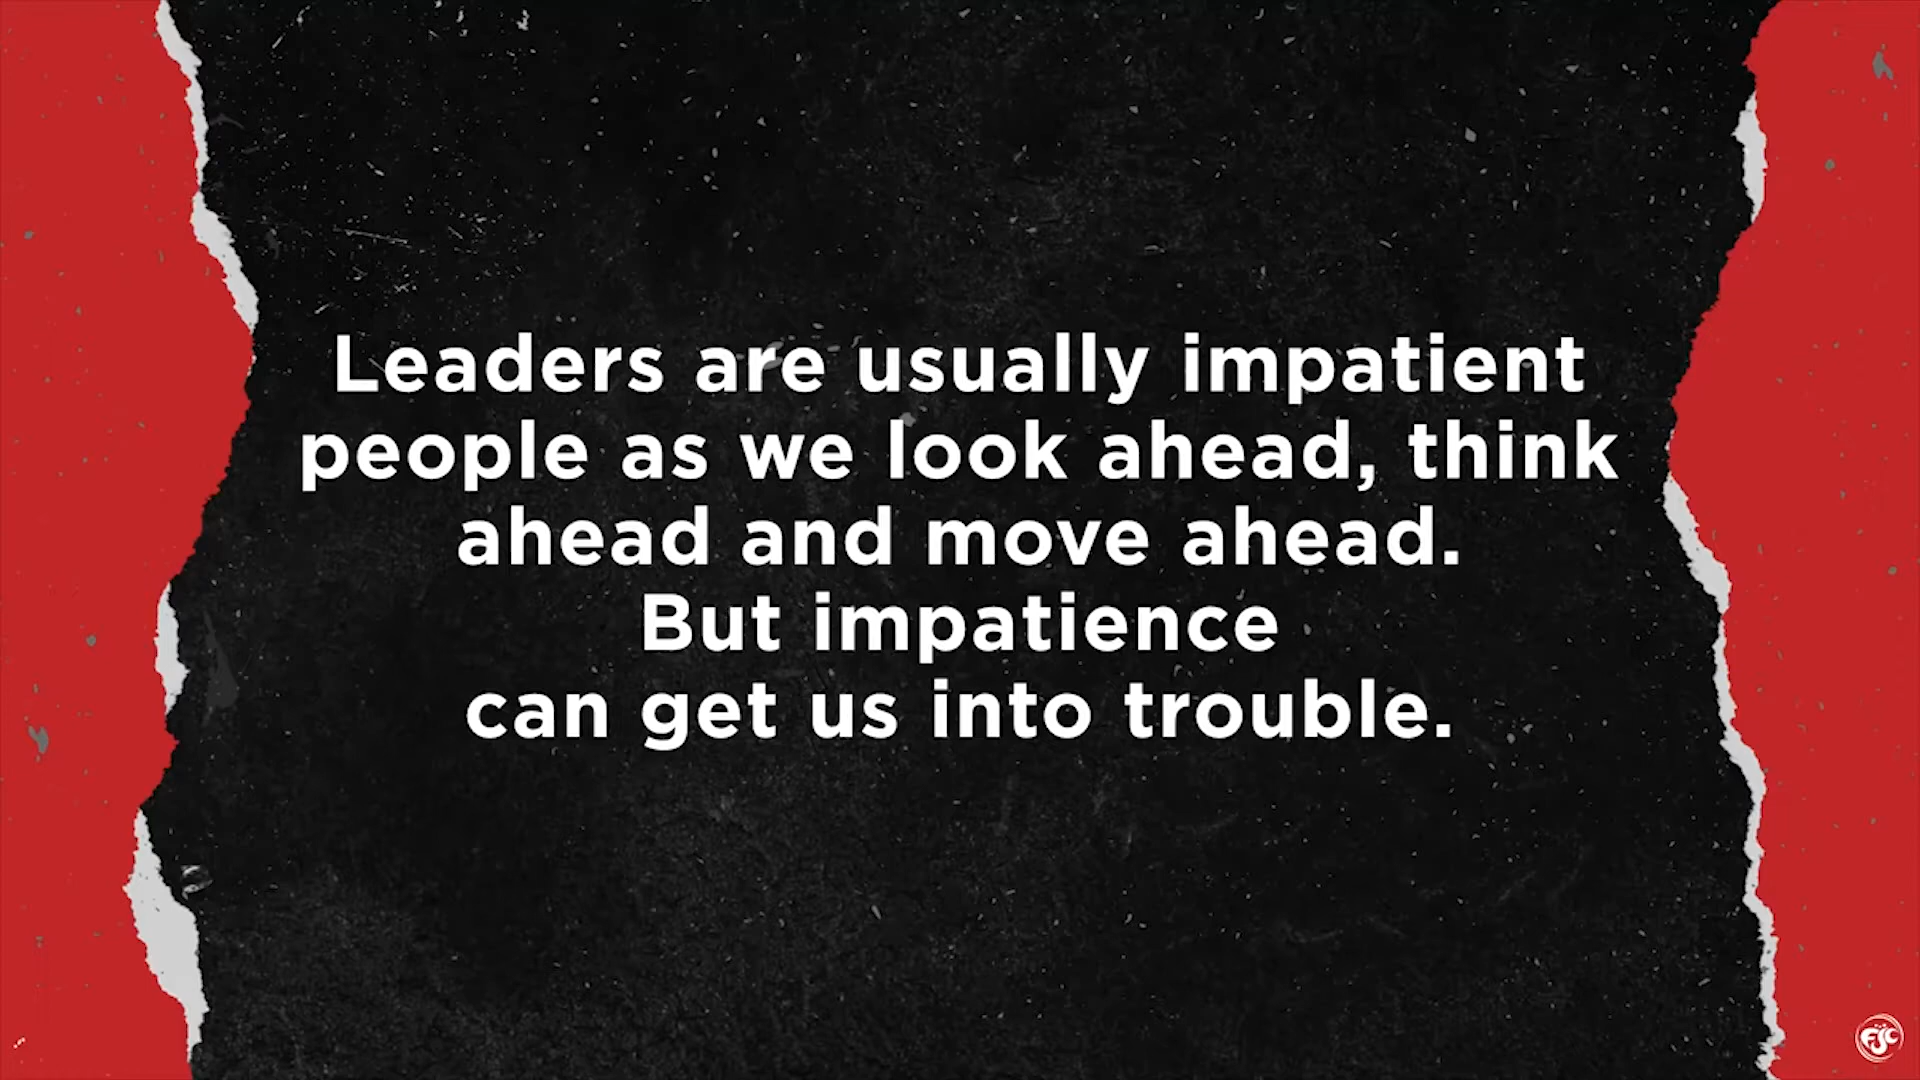 Leaders are usually impatient
people as we look ahead, think
ahead and move ahead.
But impatience
can get us into trouble.
FJC